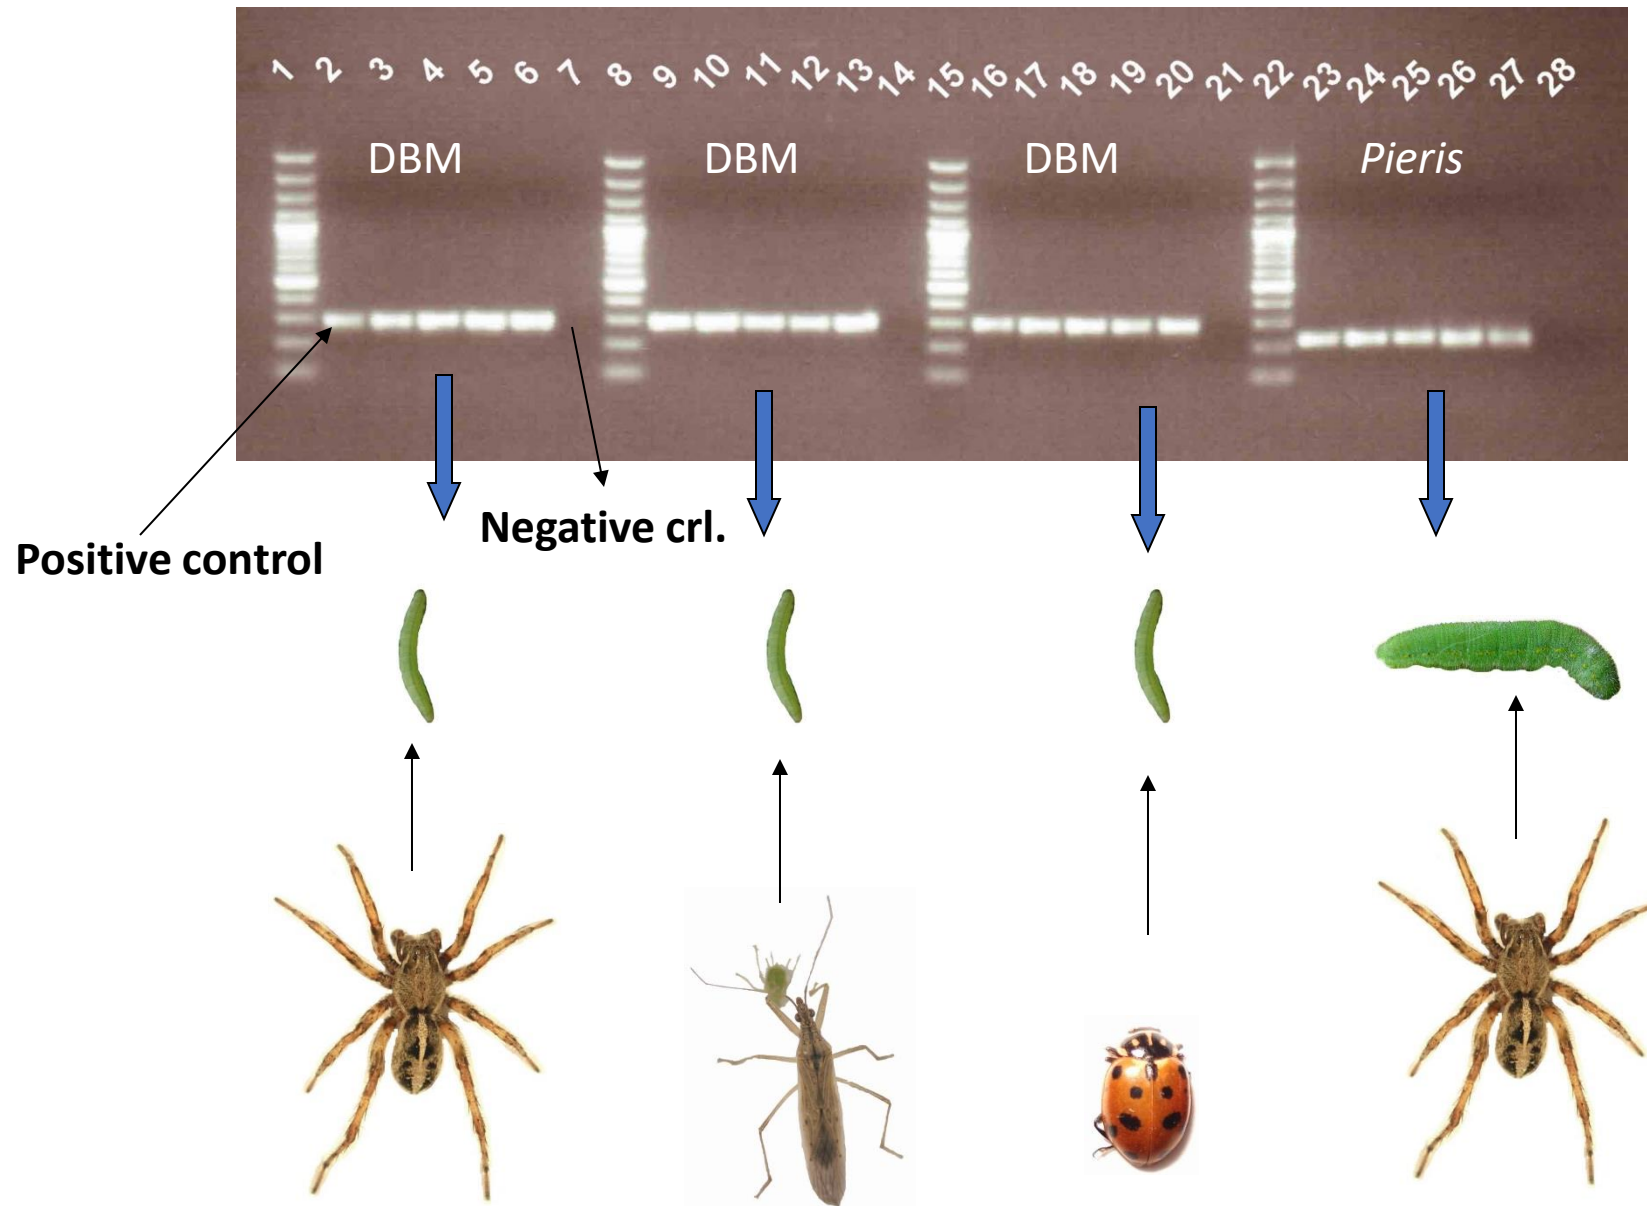 1 2 3 4 5 6 7 8 9 10 11 12 13 14 15 16 17 18 19 20 21 22 23 24 25 26 27 28
DBM DBM DBM Pieris
Negative crl.
Positive control